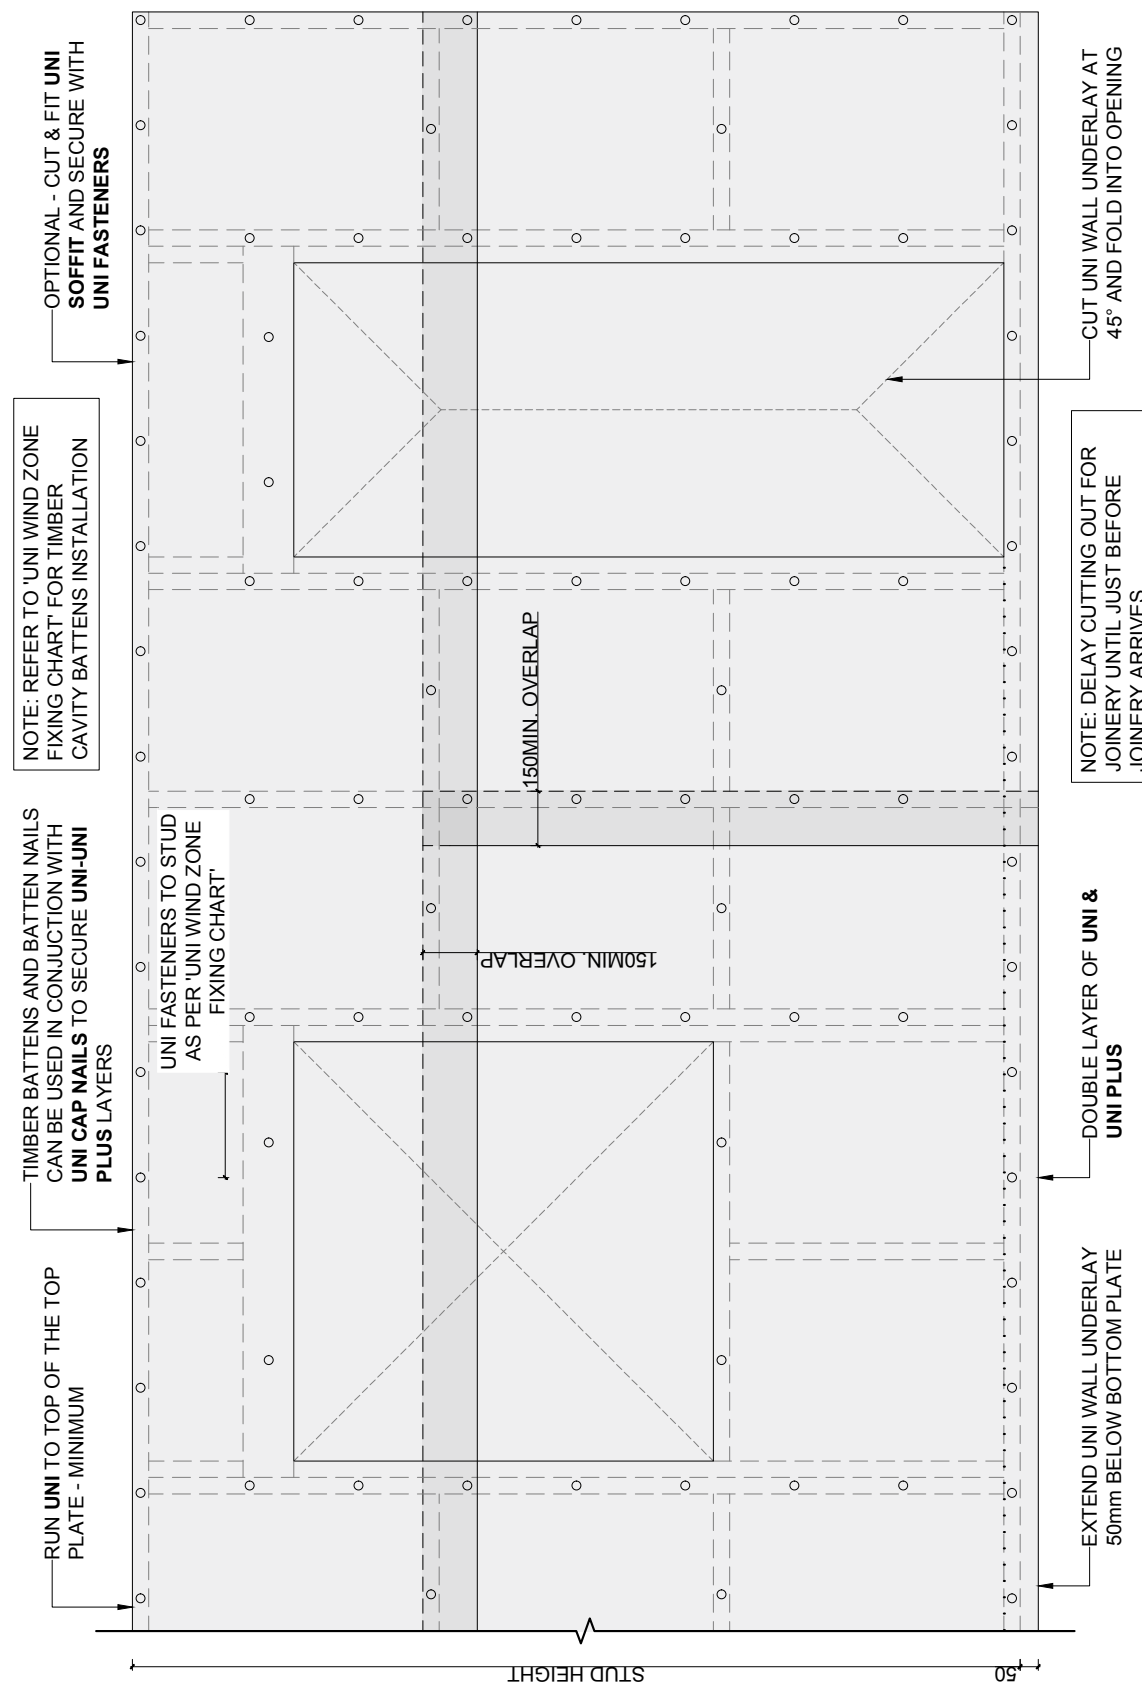 RUN UNI TO TOP OF THE TOP
PLATE - MINIMUM
TIMBER BATTENS AND BATTEN NAILS
CAN BE USED IN CONJUCTION WITH
UNI CAP NAILS TO SECURE UNI-UNI
PLUS LAYERS
NOTE: REFER TO 'UNI WIND ZONE
FIXING CHART' FOR TIMBER
CAVITY BATTENS INSTALLATION
OPTIONAL - CUT & FIT UNI
SOFFIT AND SECURE WITH
UNI FASTENERS
UNI FASTENERS TO STUD
AS PER 'UNI WIND ZONE
FIXING CHART'
150MIN. OVERLAP
150MIN. OVERLAP
STUD HEIGHT
50
EXTEND UNI WALL UNDERLAY
50mm BELOW BOTTOM PLATE
DOUBLE LAYER OF UNI &
UNI PLUS
NOTE: DELAY CUTTING OUT FOR
JOINERY UNTIL JUST BEFORE
JOINERY ARRIVES
CUT UNI WALL UNDERLAY AT
45° AND FOLD INTO OPENING